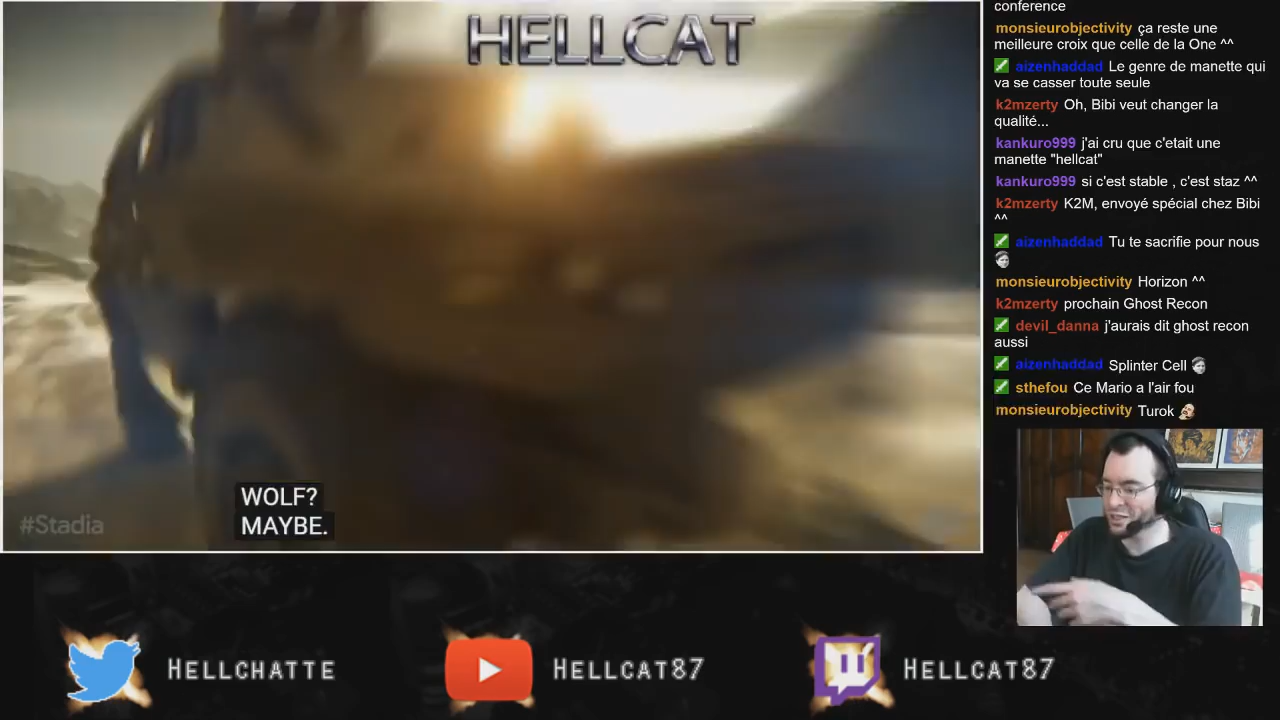 HELLCAT
WOLF?
MAYBE.
#Stadia
conference
monsieurobjectivity ça reste une
meilleure croix que celle de la One ^^
aizenhaddad Le genre de manette qui
va se casser toute seule
k2mzerty Oh, Bibi veut changer la
qualité...
kankuro999 j'ai cru que c'etait une
manette "hellcat"
kankuro999 si c'est stable , c'est staz ^^
k2mzerty K2M, envoyé spécial chez Bibi
^^
aizenhaddad Tu te sacrifie pour nous
monsieurobjectivity Horizon ^^
k2mzerty prochain Ghost Recon
devil_danna j'aurais dit ghost recon
aussi
aizenhaddad Splinter Cell
sthefou Ce Mario a l'air fou
monsieurobjectivity Turok
HELLCHATTE
HELLCAT87
HELLCAT87